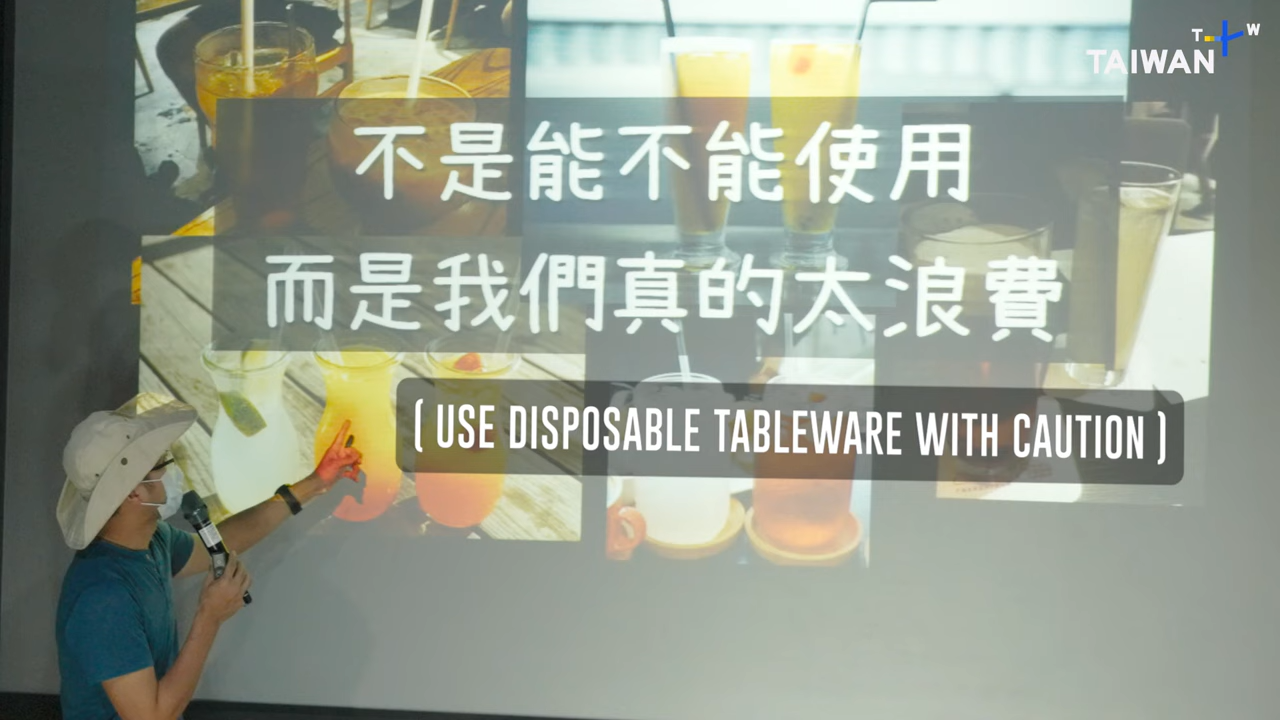 T W
TAIWAN
不是能不能使用
而是我們真的太浪費
( USE DISPOSABLE TABLEWARE WITH CAUTION )